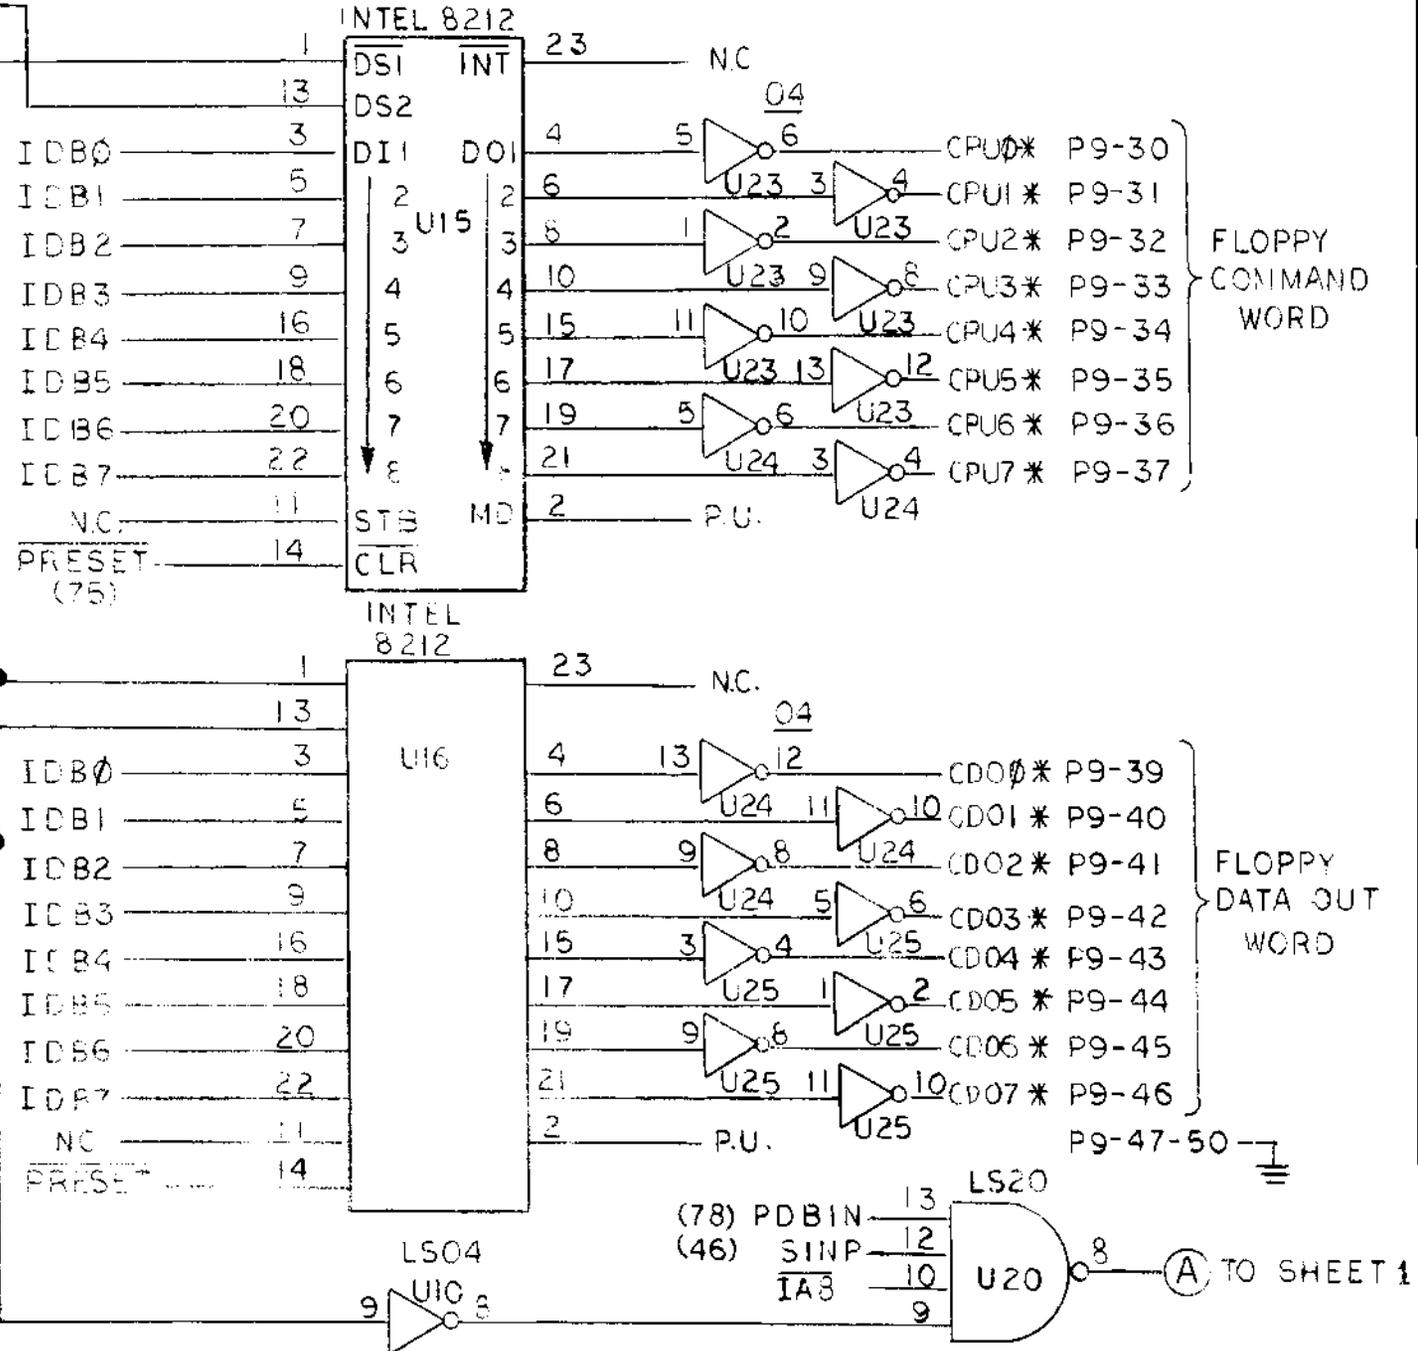 INTEL 8212
1 DSI INT 23 N.C
13 DS2 04
IDBØ 3 DI1 DO1 4 5 6 CPUØ* P9-30
U23
IDB1 5 2 2 6 3 4 CPU1* P9-31
U15 U23
IDB2 7 3 3 8 1 2 CPU2* P9-32
U23
IDB3 9 4 4 10 9 8 CPU3* P9-33
U23
IDB4 16 5 5 15 11 10 CPU4* P9-34
U23
IDB5 18 6 6 17 13 12 CPU5* P9-35
U23
IDB6 20 7 7 19 5 6 CPU6* P9-36
U24
IDB7 22 8 21 3 4 CPU7* P9-37
U24
FLOPPY
COMMAND
WORD
N.C. 11 STB MD 2 P.U.
PRESET 14 CLR
(75)
INTEL
8212
1 23 N.C.
13 04
U16
IDBØ 3 4 13 12 CDOØ* P9-39
U24
IDB1 5 6 11 10 CDO1* P9-40
U24
IDB2 7 8 9 8 CDO2* P9-41
U24
IDB3 9 10 5 6 CDO3* P9-42
U25
IDB4 16 15 3 4 CDO4* P9-43
U25
IDB5 18 17 1 2 CDO5* P9-44
U25
IDB6 20 19 9 8 CDO6* P9-45
U25
IDB7 22 21 11 10 CDO7* P9-46
U25
FLOPPY
DATA OUT
WORD
NC 11 2 P.U. P9-47-50
PRESET 14
LS20
(78) PDBIN 13
(46) SINP 12
IA8 10
9
U20 8 A TO SHEET 1
LS04
U10
9 8